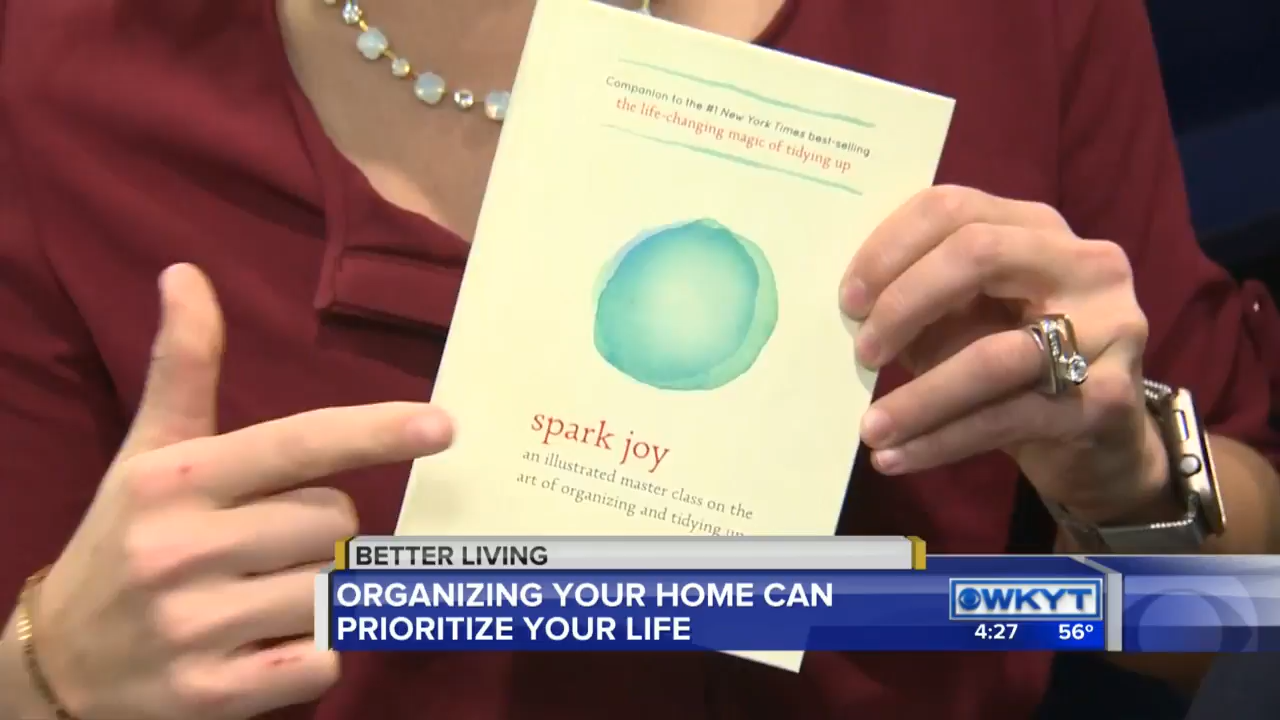 Companion to the #1 New York Times best-selling
the life-changing magic of tidying up
spark joy
an illustrated master class on the
art of organizing and tidying up
BETTER LIVING
ORGANIZING YOUR HOME CAN
PRIORITIZE YOUR LIFE
WKYT
4:27 56°